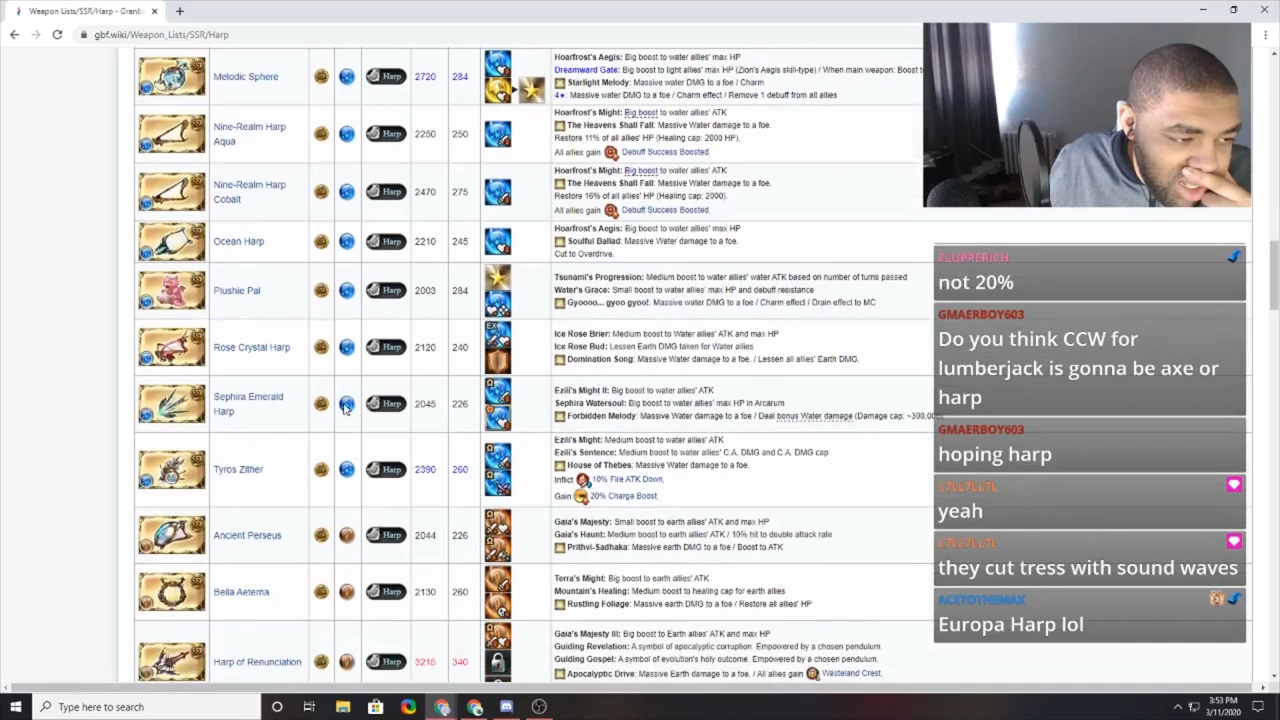 Weapon Lists/SSR/Harp - Granbl
gbf.wiki/Weapon_Lists/SSR/Harp
Hoarfrost's Aegis: Big boost to water allies' max HP
Melodic Sphere Harp 2720 284 Dreamward Gate: Big boost to light allies' max HP (Zion's Aegis skill-type) / When main weapon: Boost t
Starlight Melody: Massive water DMG to a foe / Charm
4★: Massive water DMG to a foe / Charm effect / Remove 1 debuff from all allies
Hoarfrost's Might: Big boost to water allies' ATK
Nine-Realm Harp Aqua Harp 2250 250 The Heavens Shall Fall: Massive Water damage to a foe.
Restore 11% of all allies' HP (Healing cap: 2000 HP).
All allies gain Debuff Success Boosted.
Hoarfrost's Might: Big boost to water allies' ATK
Nine-Realm Harp Cobalt Harp 2470 275 The Heavens Shall Fall: Massive Water damage to a foe.
Restore 16% of all allies' HP (Healing cap: 2000).
All allies gain Debuff Success Boosted.
Hoarfrost's Aegis: Big boost to water allies' max HP
Ocean Harp Harp 2210 245 Soulful Ballad: Massive Water damage to a foe.
Cut to Overdrive.
Tsunami's Progression: Medium boost to water allies' water ATK based on number of turns passed
Plushie Pal Harp 2003 284 Water's Grace: Small boost to water allies' max HP and debuff resistance
Gyoooo... gyoo gyoo!: Massive water DMG to a foe / Charm effect / Drain effect to MC
EX Ice Rose Brier: Medium boost to Water allies' ATK and max HP
Rose Crystal Harp Harp 2120 240 Ice Rose Bud: Lessen Earth DMG taken for Water allies
Domination Song: Massive Water damage to a foe. / Lessen all allies' Earth DMG.
Ezili's Might II: Big boost to water allies' ATK
Sephira Emerald Harp Harp 2045 226 Sephira Watersoul: Big boost to water allies' max HP in Arcarum
Forbidden Melody: Massive Water damage to a foe / Deal bonus Water damage (Damage cap: ~300,000)
Ezili's Might: Medium boost to water allies' ATK
Ezili's Sentence: Medium boost to water allies' C.A. DMG and C.A. DMG cap
Tyros Zither Harp 2390 260 House of Thebes: Massive Water damage to a foe.
Inflict 10% Fire ATK Down.
Gain 20% Charge Boost.
Gaia's Majesty: Small boost to earth allies' ATK and max HP
Ancient Perseus Harp 2044 226 Gaia's Haunt: Medium boost to earth allies' ATK / 10% hit to double attack rate
Prithvi-Sadhaka: Massive earth DMG to a foe / Boost to ATK
Terra's Might: Big boost to earth allies' ATK
Bella Aeterna Harp 2130 260 Mountain's Healing: Medium boost to healing cap for earth allies
Rustling Foliage: Massive earth DMG to a foe / Restore all allies' HP
Gaia's Majesty III: Big boost to Earth allies' ATK and max HP
Harp of Renunciation Harp 3215 340 Guiding Revelation: A symbol of apocalyptic corruption. Empowered by a chosen pendulum.
Guiding Gospel: A symbol of evolution's holy outcome. Empowered by a chosen pendulum.
Apocalyptic Drive: Massive Earth damage to a foe. / All allies gain Wasteland Crest.
FLUPPERICH
not 20%
GMAERBOY603
Do you think CCW for
lumberjack is gonna be axe or
harp
GMAERBOY603
hoping harp
L7LL7LL7L
yeah
L7LL7LL7L
they cut tress with sound waves
ACETOTHEMAX
Europa Harp lol
Type here to search
3:53 PM
3/11/2020